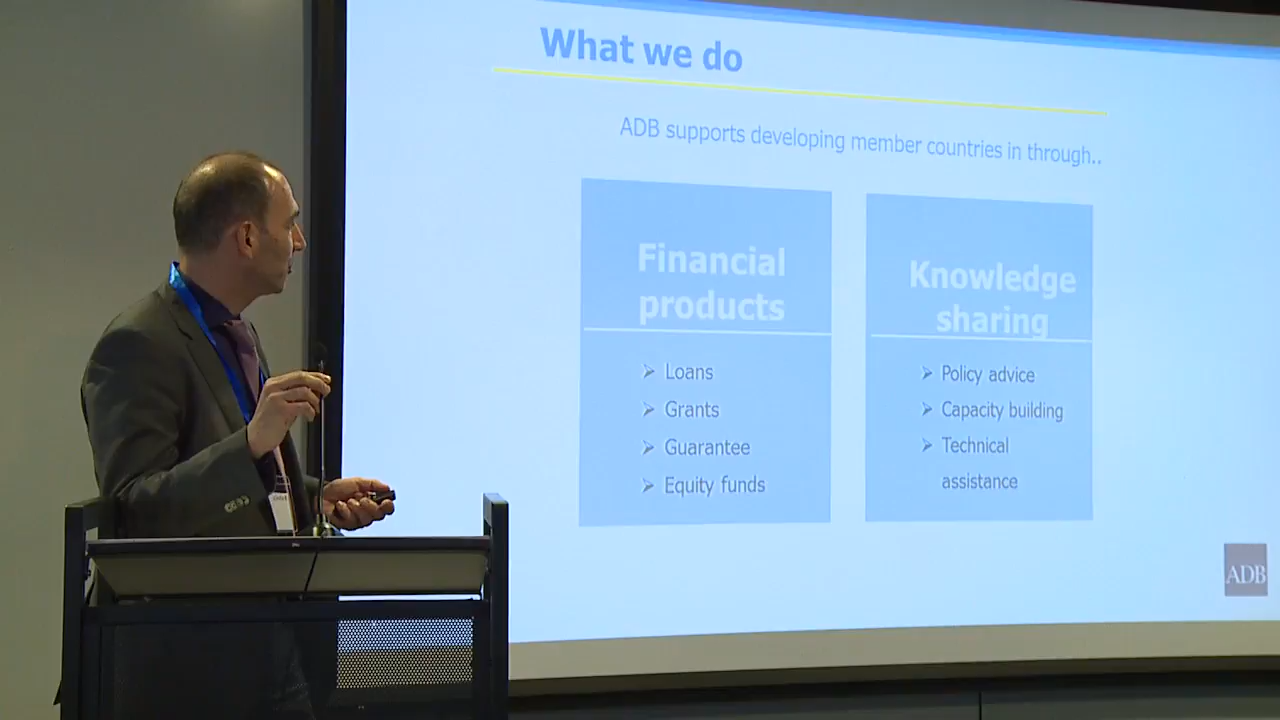 What we do
ADB supports developing member countries in through..
Financial
products
➢ Loans
➢ Grants
➢ Guarantee
➢ Equity funds
Knowledge
sharing
➢ Policy advice
➢ Capacity building
➢ Technical
assistance
ADB